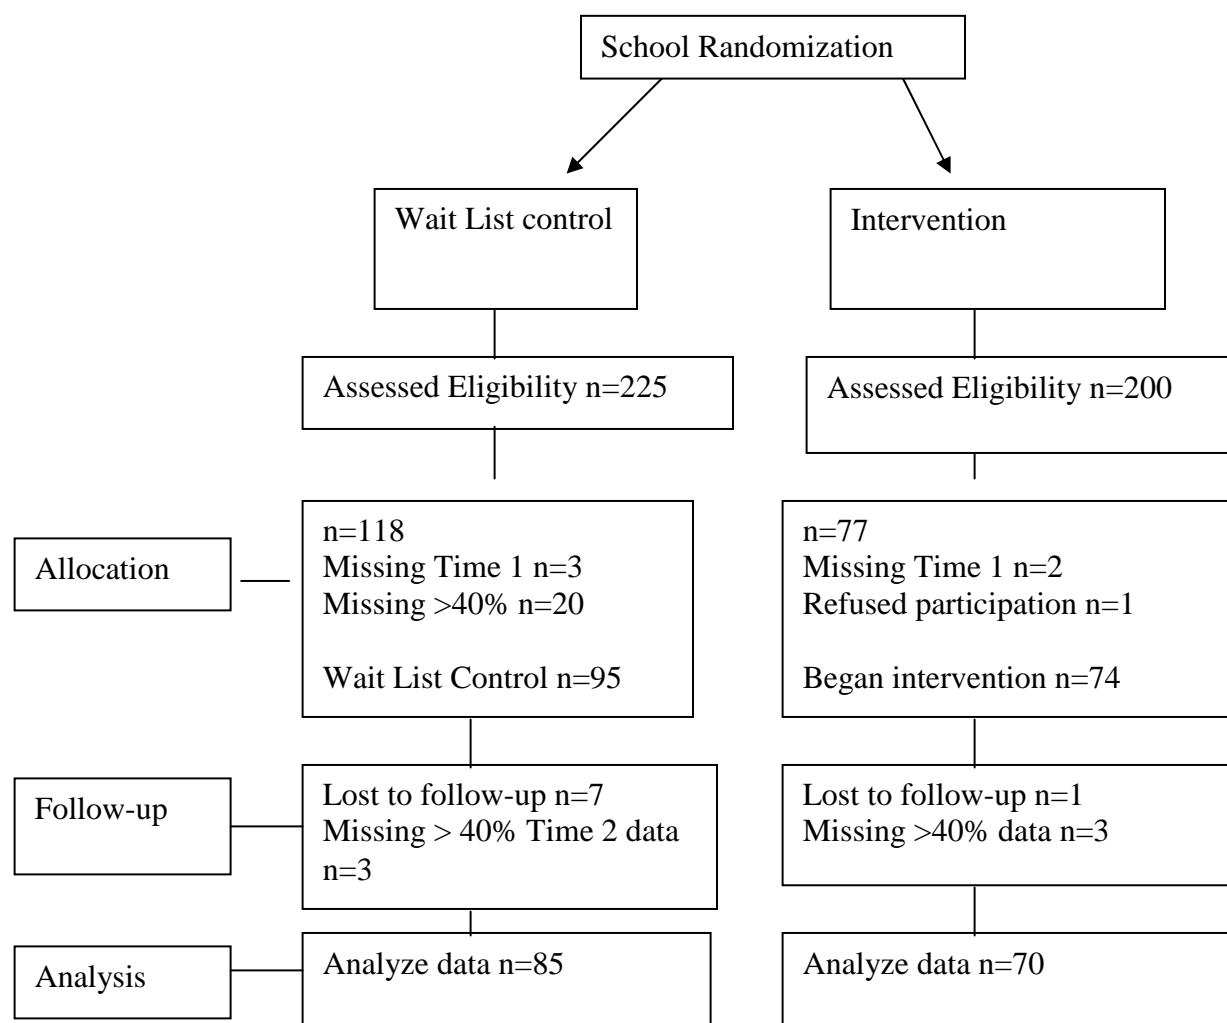 School Randomization
Wait List control
Intervention
Assessed Eligibility n=225
Assessed Eligibility n=200
Allocation
n=118
Missing Time 1 n=3
Missing >40% n=20
Wait List Control n=95
n=77
Missing Time 1 n=2
Refused participation n=1
Began intervention n=74
Follow-up
Lost to follow-up n=7
Missing > 40% Time 2 data
n=3
Lost to follow-up n=1
Missing >40% data n=3
Analysis
Analyze data n=85
Analyze data n=70